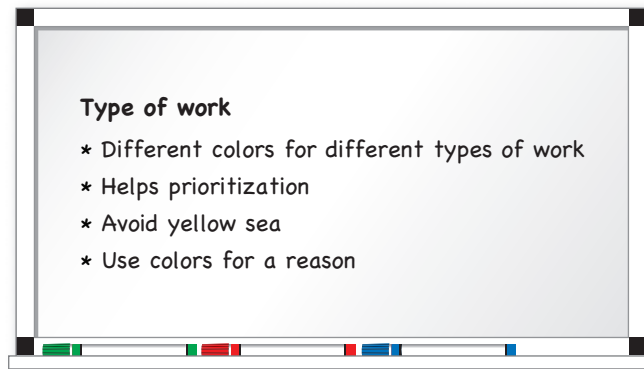 Type of work
* Different colors for different types of work
* Helps prioritization
* Avoid yellow sea
* Use colors for a reason